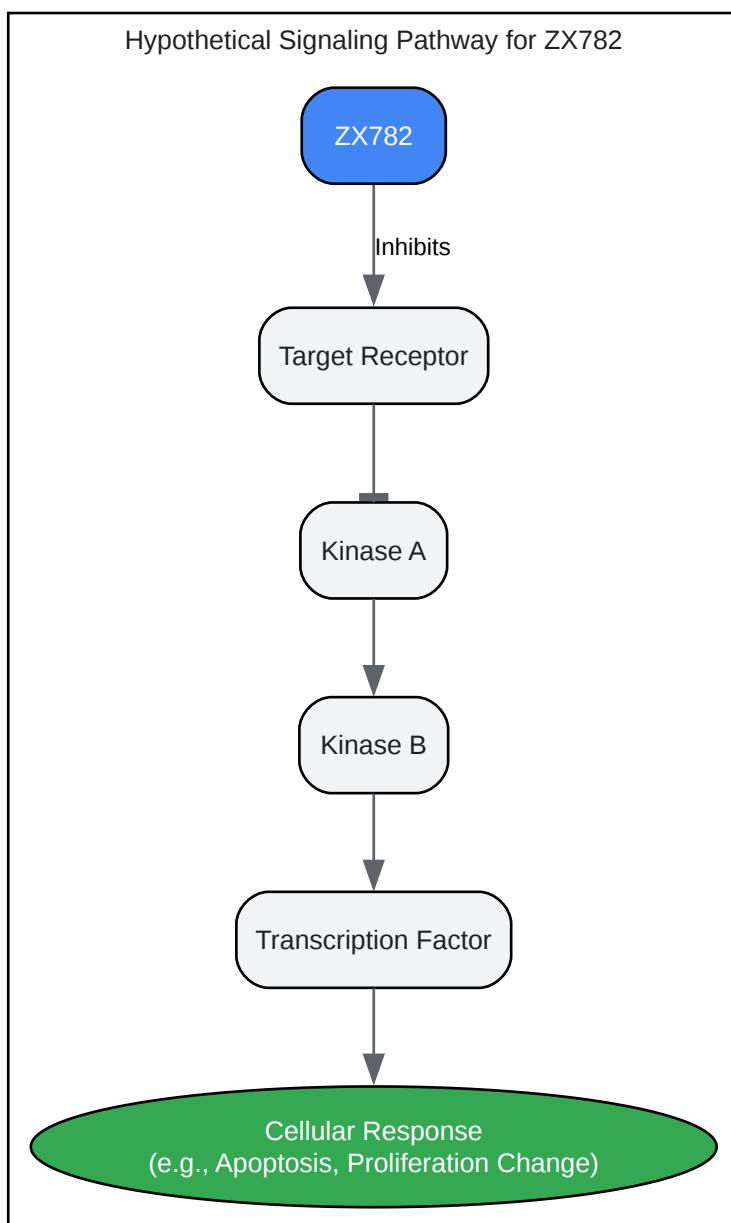 Hypothetical Signaling Pathway for ZX782
ZX782
Inhibits
Target Receptor
Kinase A
Kinase B
Transcription Factor
Cellular Response
(e.g., Apoptosis, Proliferation Change)